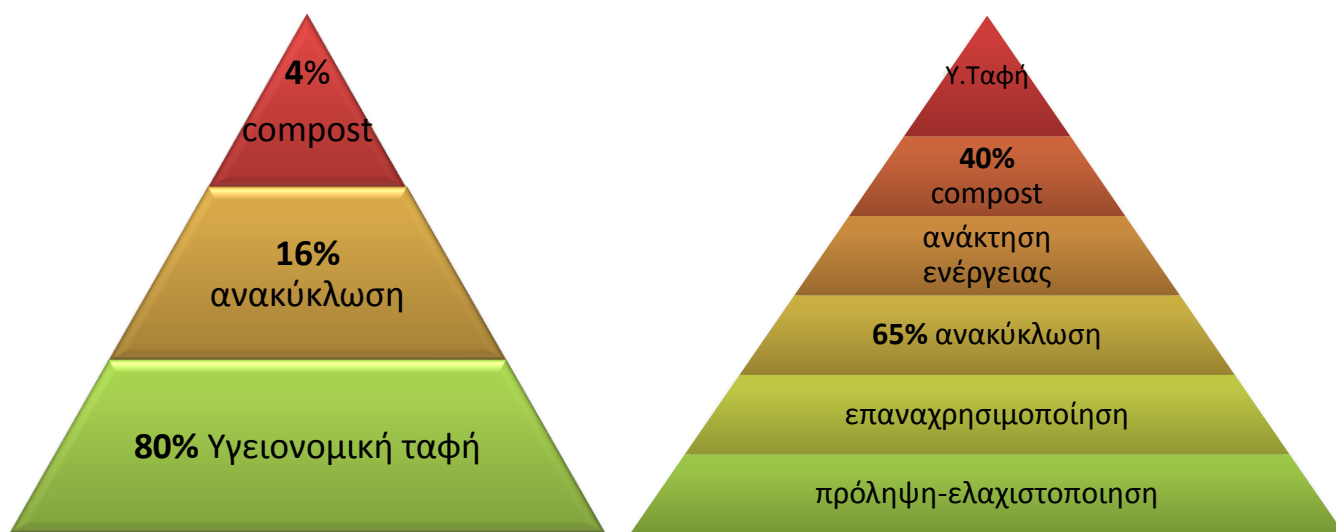 4%
compost
16%
ανακύκλωση
80% Υγειονομική ταφή
Υ.Ταφή
40%
compost
ανάκτηση
ενέργειας
65% ανακύκλωση
επαναχρησιμοποίηση
πρόληψη-ελαχιστοποιηση